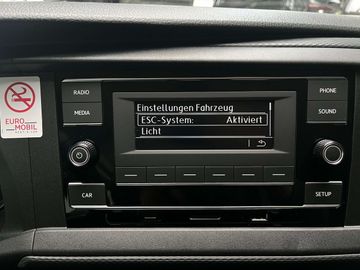 RADIO
MEDIA
CAR
Einstellungen Fahrzeug
ESC-System: Aktiviert
Licht
PHONE
SOUND
SETUP
EURO
MOBIL